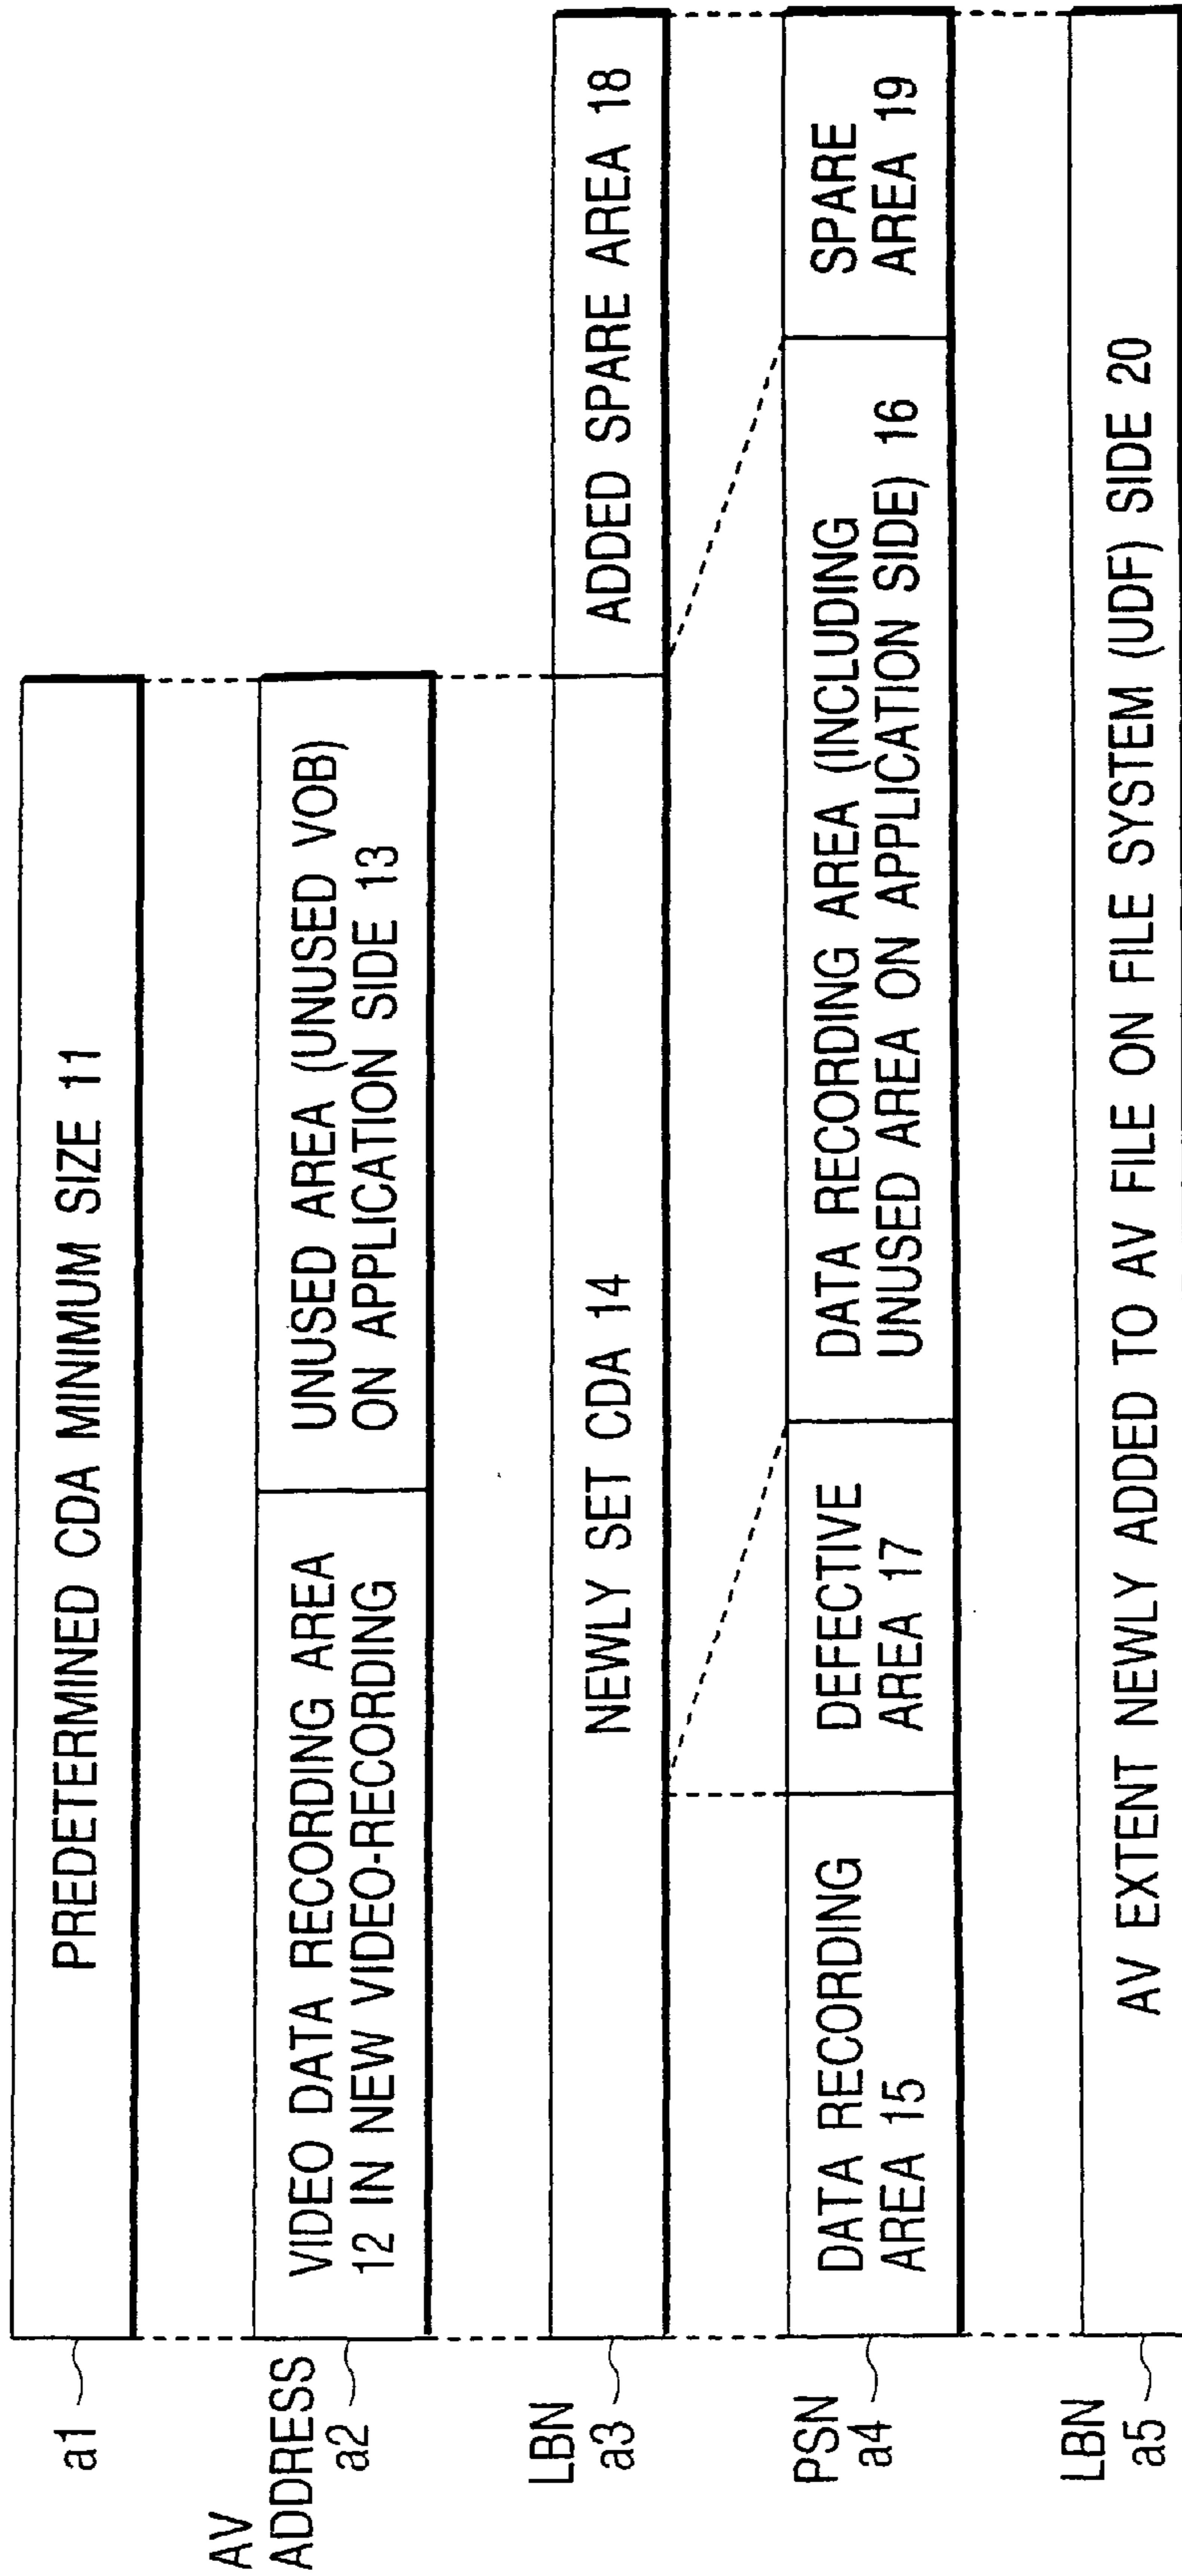 a1
PREDETERMINED CDA MINIMUM SIZE 11
AV
ADDRESS
a2
VIDEO DATA RECORDING AREA
12 IN NEW VIDEO-RECORDING
UNUSED AREA (UNUSED VOB)
ON APPLICATION SIDE 13
LBN
a3
NEWLY SET CDA 14
ADDED SPARE AREA 18
PSN
a4
DATA RECORDING
AREA 15
DEFECTIVE
AREA 17
DATA RECORDING AREA (INCLUDING
UNUSED AREA ON APPLICATION SIDE) 16
SPARE
AREA 19
LBN
a5
AV EXTENT NEWLY ADDED TO AV FILE ON FILE SYSTEM (UDF) SIDE 20